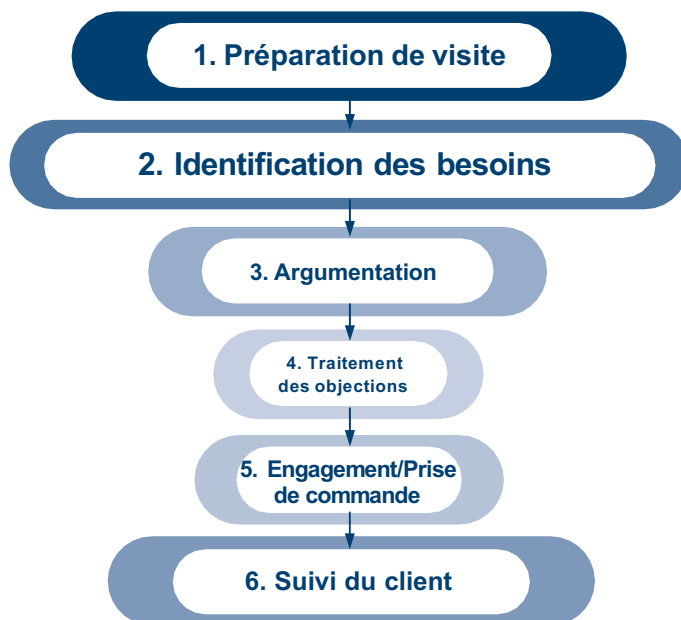 1. Préparation de visite
2. Identification des besoins
3. Argumentation
4. Traitement
des objections
5. Engagement/Prise
de commande
6. Suivi du client